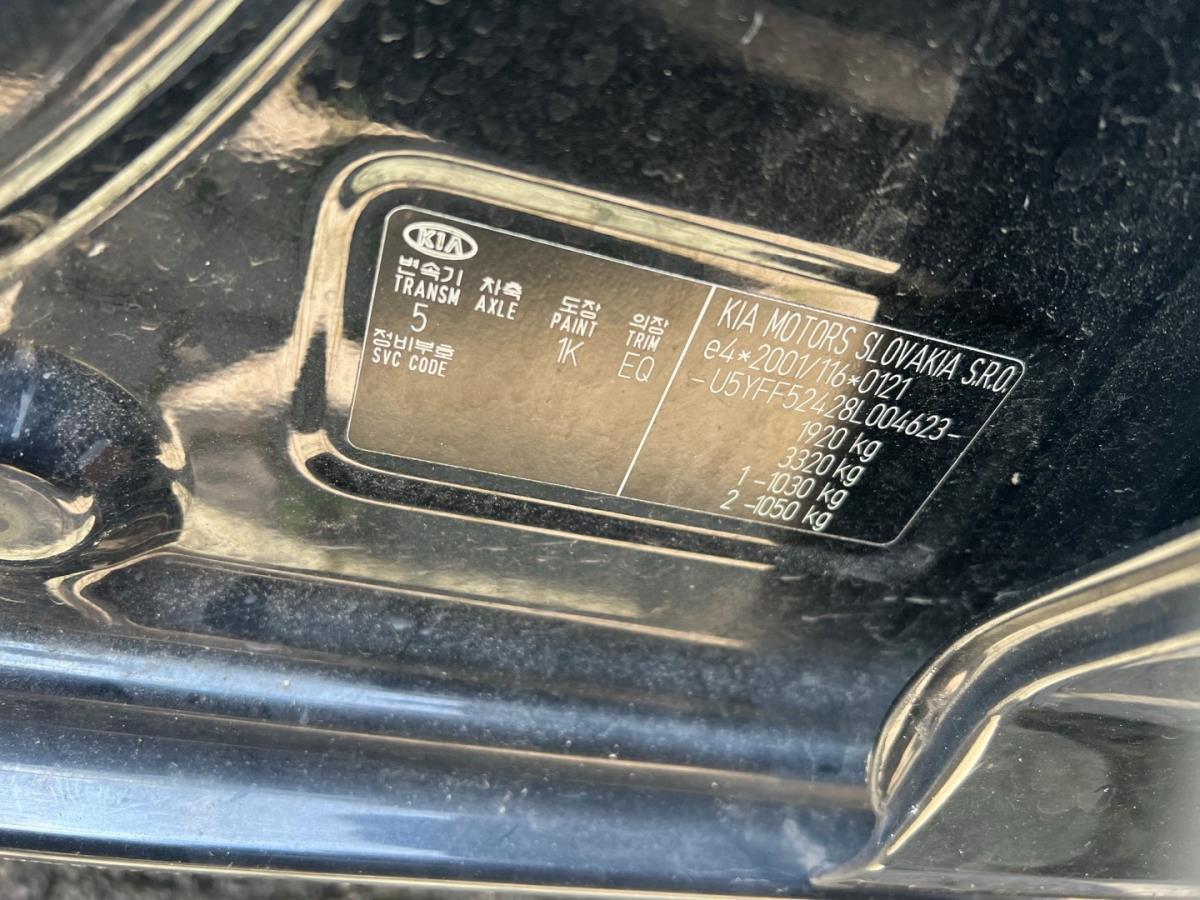 KIA
변속기 차축 도장 의장
TRANSM AXLE PAINT TRIM
5 1K EQ
정비부호
SVC CODE
KIA MOTORS SLOVAKIA S.R.O.
e4*2001/116*0121
-U5YFF52428L004623-
1920 kg
3320 kg
1 -1030 kg
2 -1050 kg